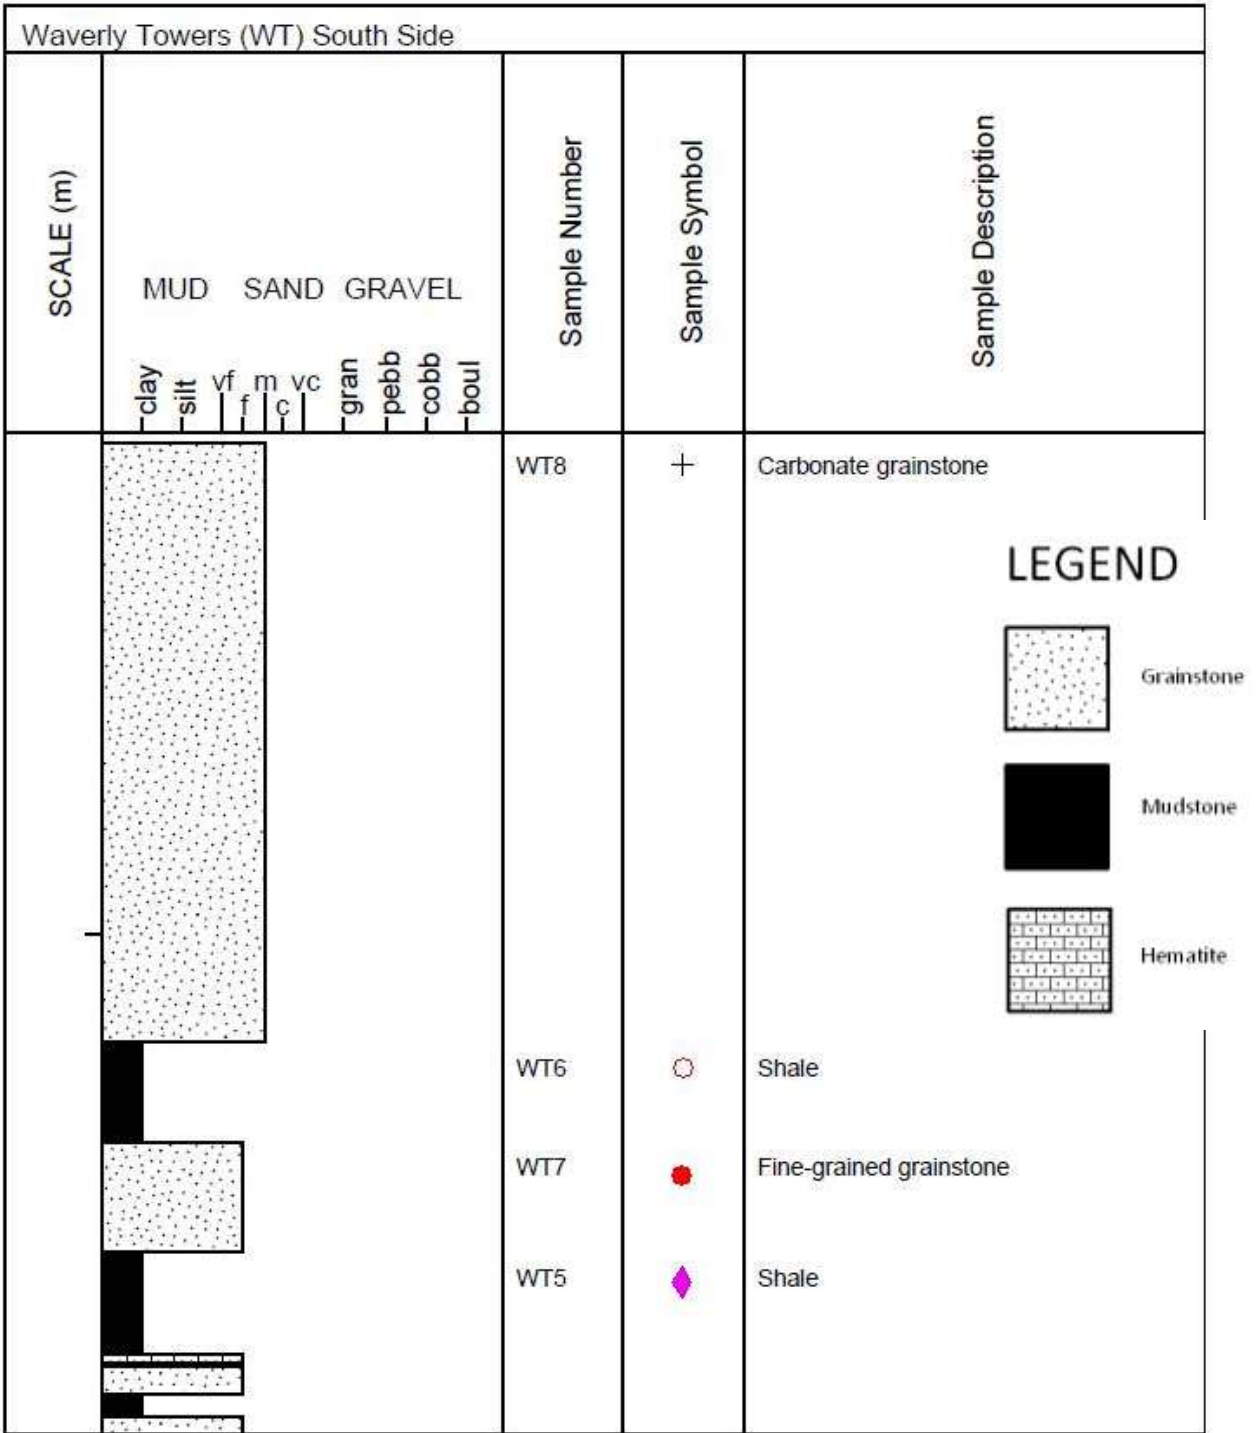 Waverly Towers (WT) South Side
SCALE (m)
MUD SAND GRAVEL
clay
silt
vf
f
m
c
vc
gran
pebb
cobb
boul
Sample Number
Sample Symbol
Sample Description
WT8 Carbonate grainstone
LEGEND
Grainstone
Mudstone
Hematite
WT6 Shale
WT7 Fine-grained grainstone
WT5 Shale